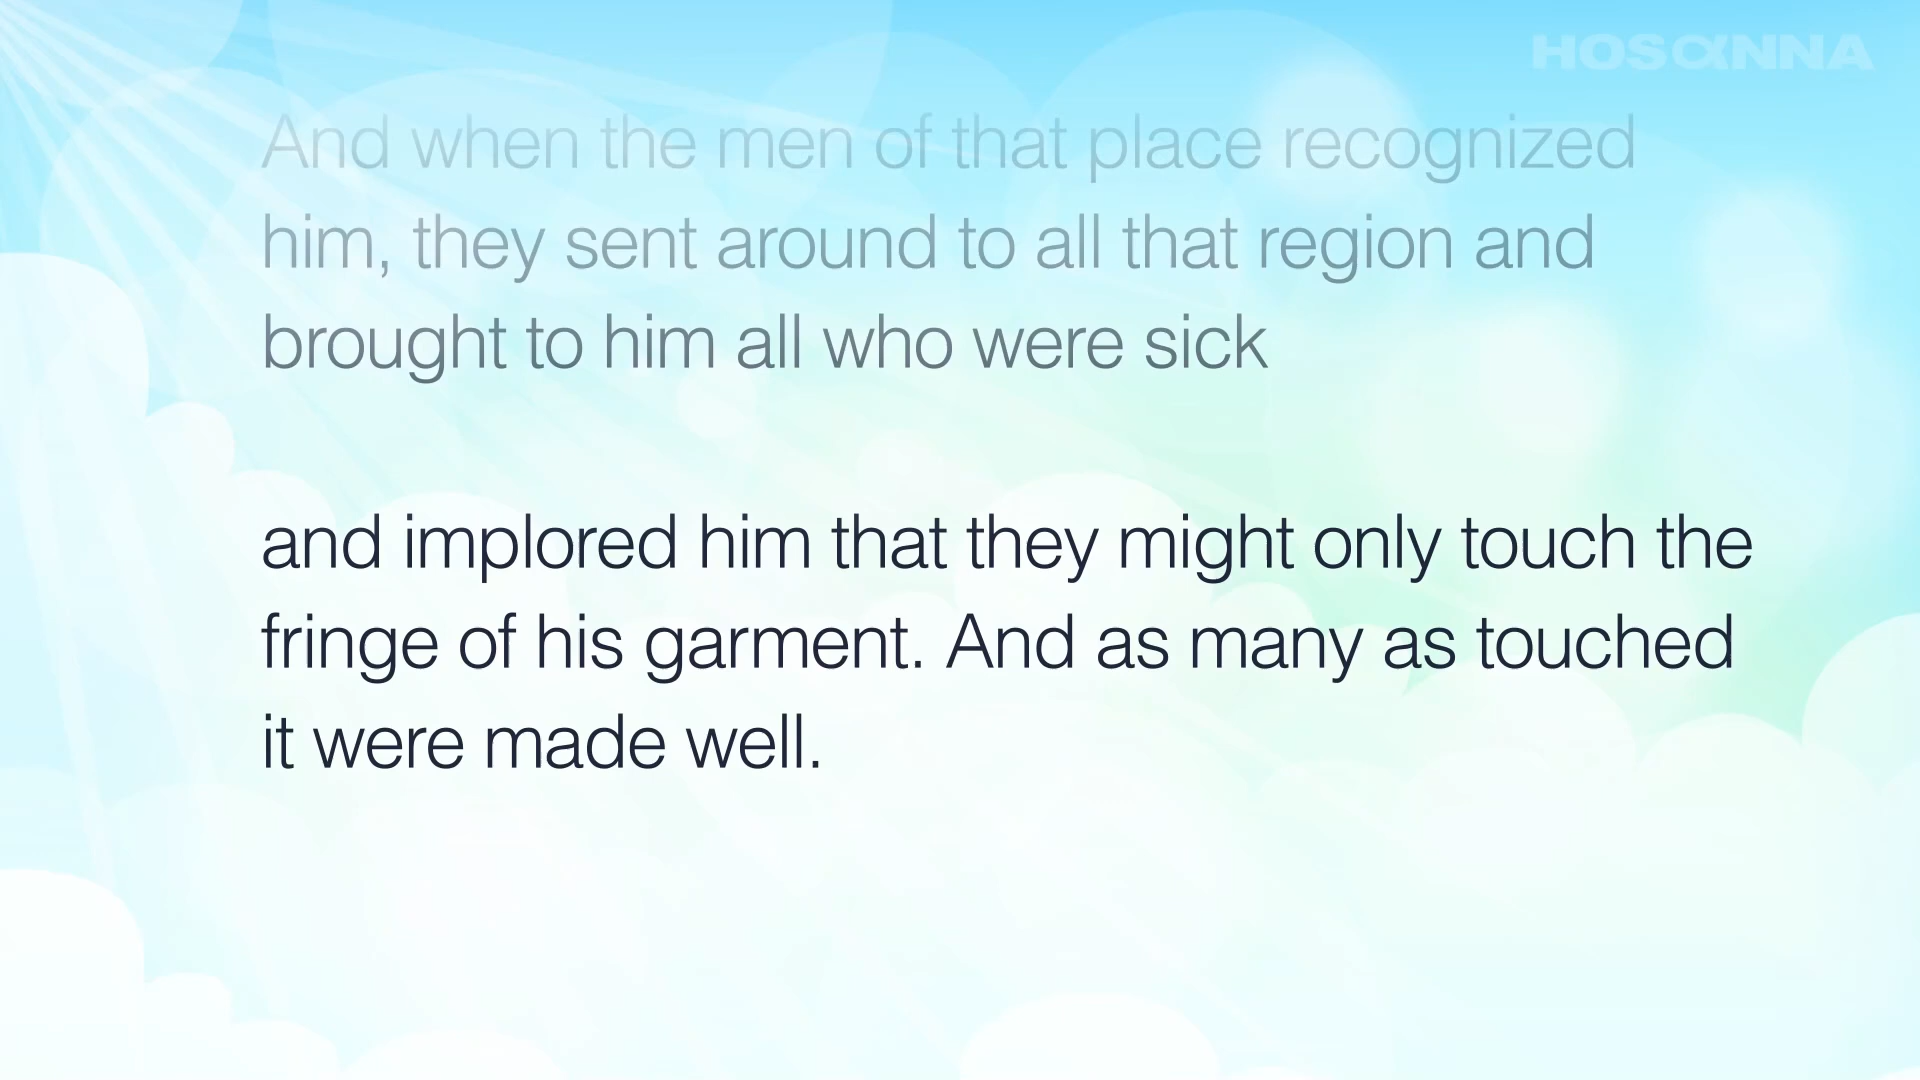 HOSANNA
And when the men of that place recognized
him, they sent around to all that region and
brought to him all who were sick
and implored him that they might only touch the
fringe of his garment. And as many as touched
it were made well.